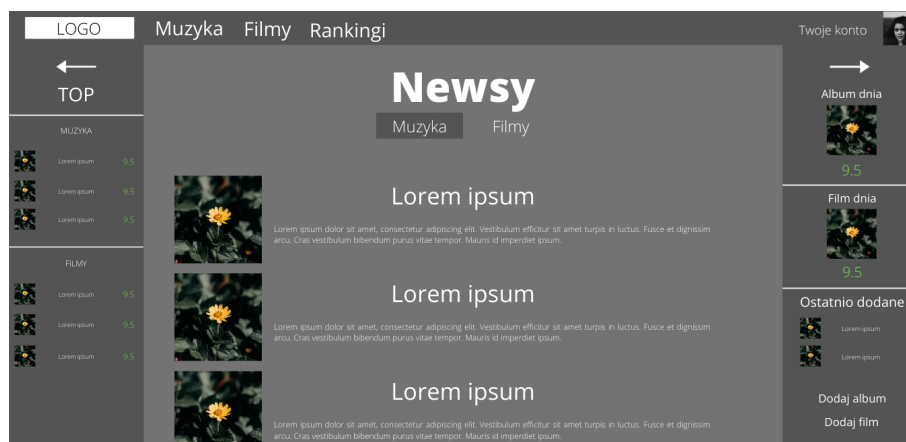 LOGO
Muzyka Filmy Rankingi
Twoje konto
TOP
MUZYKA
Lorem ipsum 9.5
Lorem ipsum 9.5
Lorem ipsum 9.5
FILMY
Lorem ipsum 9.5
Lorem ipsum 9.5
Lorem ipsum 9.5
Newsy
Muzyka Filmy
Lorem ipsum
Lorem ipsum dolor sit amet, consectetur adipiscing elit. Vestibulum efficitur sit amet turpis in luctus. Fusce et dignissim
arcu. Cras vestibulum bibendum purus vitae tempor. Mauris id imperdiet ipsum.
Lorem ipsum
Lorem ipsum dolor sit amet, consectetur adipiscing elit. Vestibulum efficitur sit amet turpis in luctus. Fusce et dignissim
arcu. Cras vestibulum bibendum purus vitae tempor. Mauris id imperdiet ipsum.
Lorem ipsum
Lorem ipsum dolor sit amet, consectetur adipiscing elit. Vestibulum efficitur sit amet turpis in luctus. Fusce et dignissim
arcu. Cras vestibulum bibendum purus vitae tempor. Mauris id imperdiet ipsum.
Album dnia
9.5
Film dnia
9.5
Ostatnio dodane
Lorem ipsum
Lorem ipsum
Dodaj album
Dodaj film